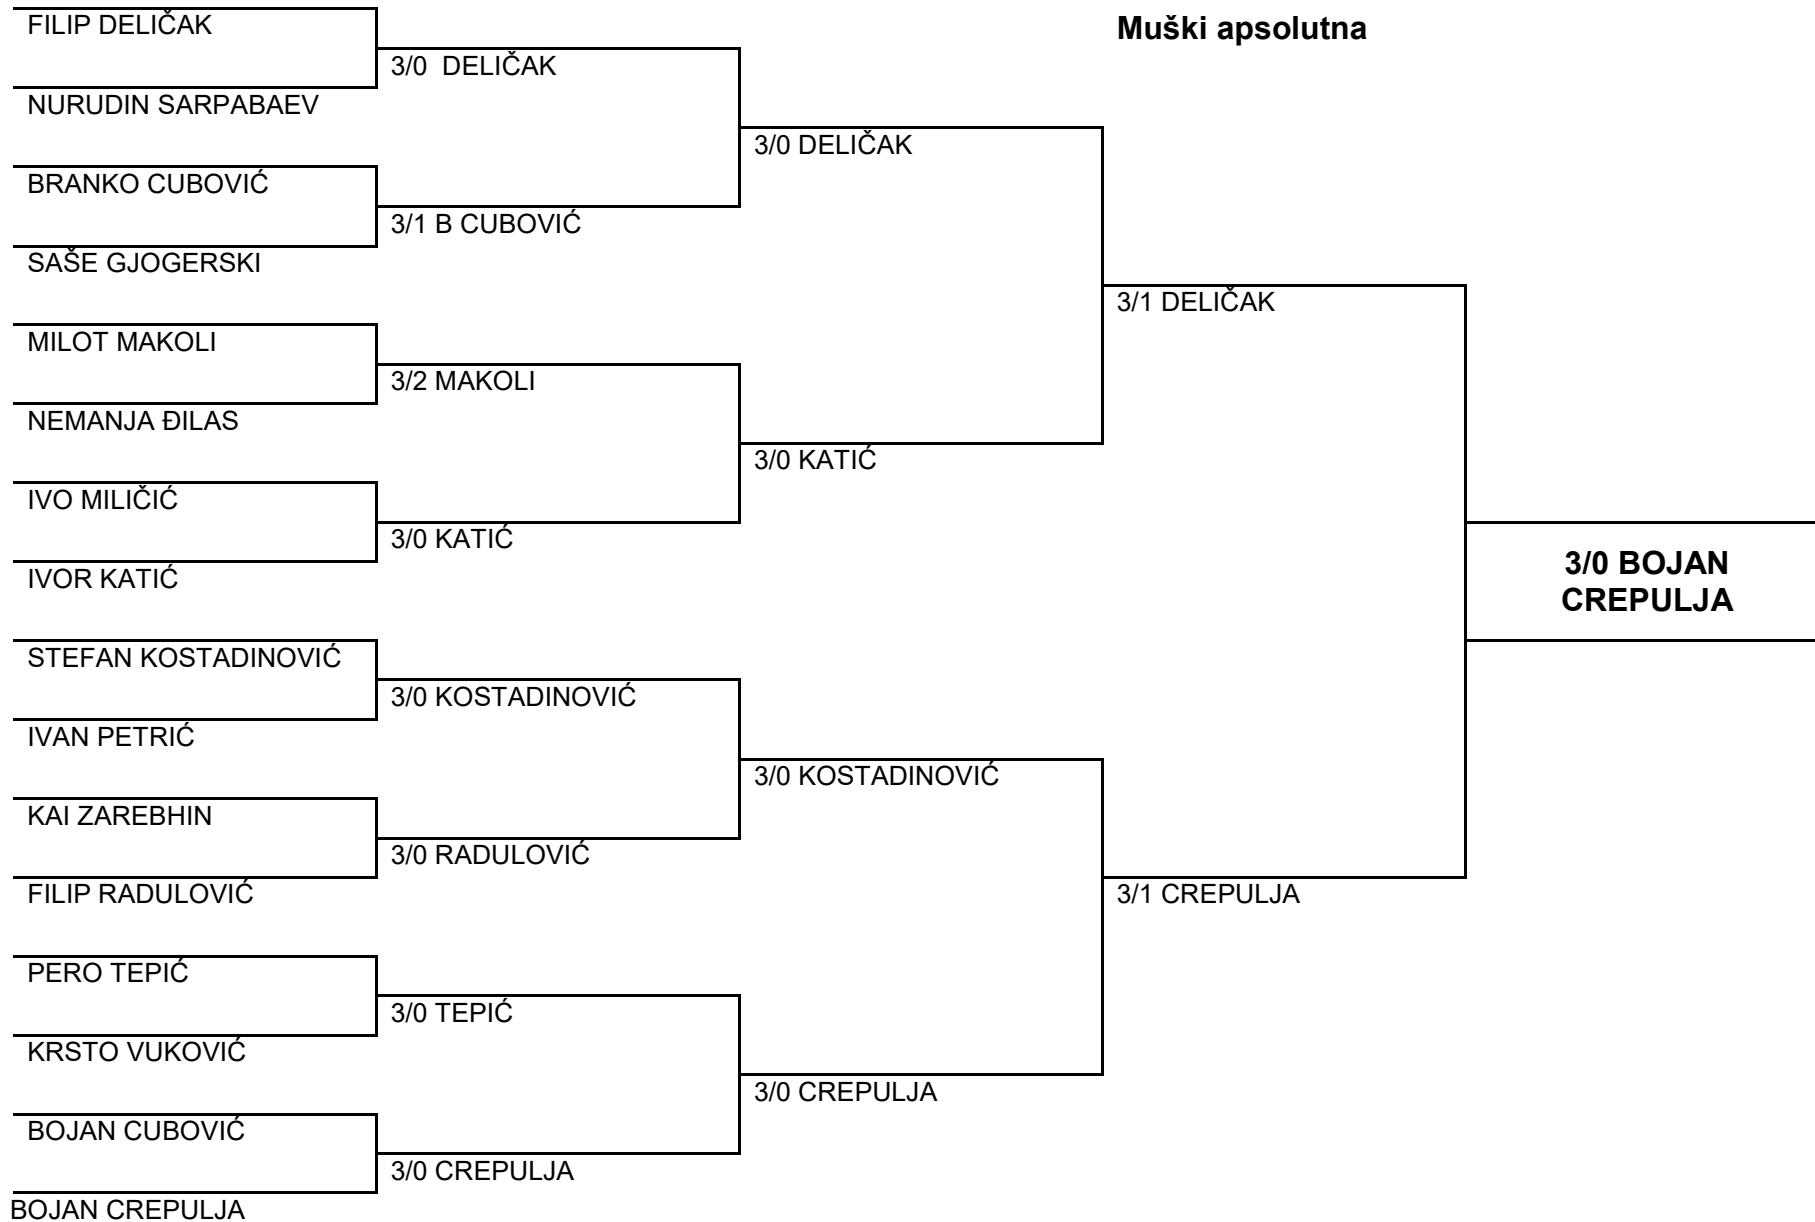 Muški apsolutna
FILIP DELIČAK
3/0 DELIČAK
NURUDIN SARPABAEV
3/0 DELIČAK
BRANKO CUBOVIĆ
3/1 B CUBOVIĆ
SAŠE GJOGERSKI
3/1 DELIČAK
MILOT MAKOLI
3/2 MAKOLI
NEMANJA ĐILAS
3/0 KATIĆ
IVO MILIČIĆ
3/0 KATIĆ
IVOR KATIĆ
3/0 BOJAN
CREPULJA
STEFAN KOSTADINOVIĆ
3/0 KOSTADINOVIĆ
IVAN PETRIĆ
3/0 KOSTADINOVIĆ
KAI ZAREBHIN
3/0 RADULOVIĆ
FILIP RADULOVIĆ
3/1 CREPULJA
PERO TEPIĆ
3/0 TEPIĆ
KRSTO VUKOVIĆ
3/0 CREPULJA
BOJAN CUBOVIĆ
3/0 CREPULJA
BOJAN CREPULJA